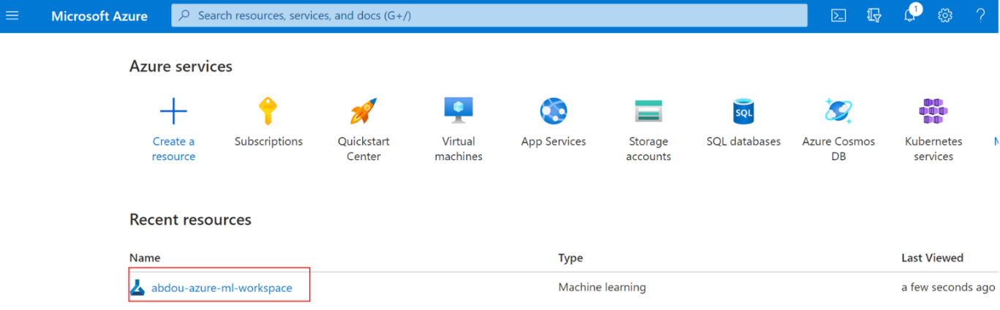 Microsoft Azure
Search resources, services, and docs (G+/)
1
Azure services
Create a resource
Subscriptions
Quickstart Center
Virtual machines
App Services
Storage accounts
SQL
SQL databases
Azure Cosmos DB
Kubernetes services
Recent resources
Name Type Last Viewed
abdou-azure-ml-workspace Machine learning a few seconds ago